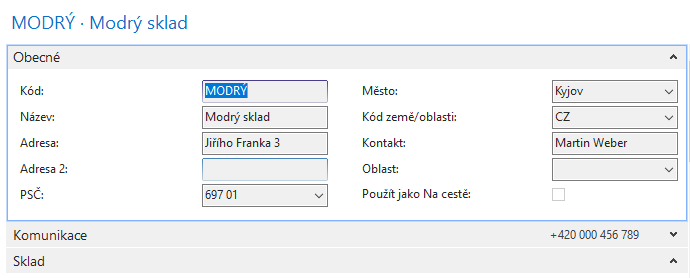 MODRÝ · Modrý sklad
Obecné
Kód: MODRÝ
Název: Modrý sklad
Adresa: Jiřího Franka 3
Adresa 2:
PSČ: 697 01
Město: Kyjov
Kód země/oblasti: CZ
Kontakt: Martin Weber
Oblast:
Použít jako Na cestě:
Komunikace +420 000 456 789
Sklad